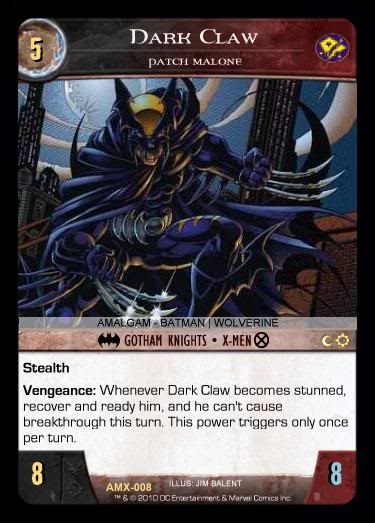 5
DARK CLAW
PATCH MALONE
AMALGAM - BATMAN | WOLVERINE
GOTHAM KNIGHTS • X-MEN
Stealth
Vengeance: Whenever Dark Claw becomes stunned,
recover and ready him, and he can't cause
breakthrough this turn. This power triggers only once
per turn.
8
AMX-008
ILLUS: JIM BALENT
™ & © 2010 DC Entertainment & Marvel Comics Inc.
8